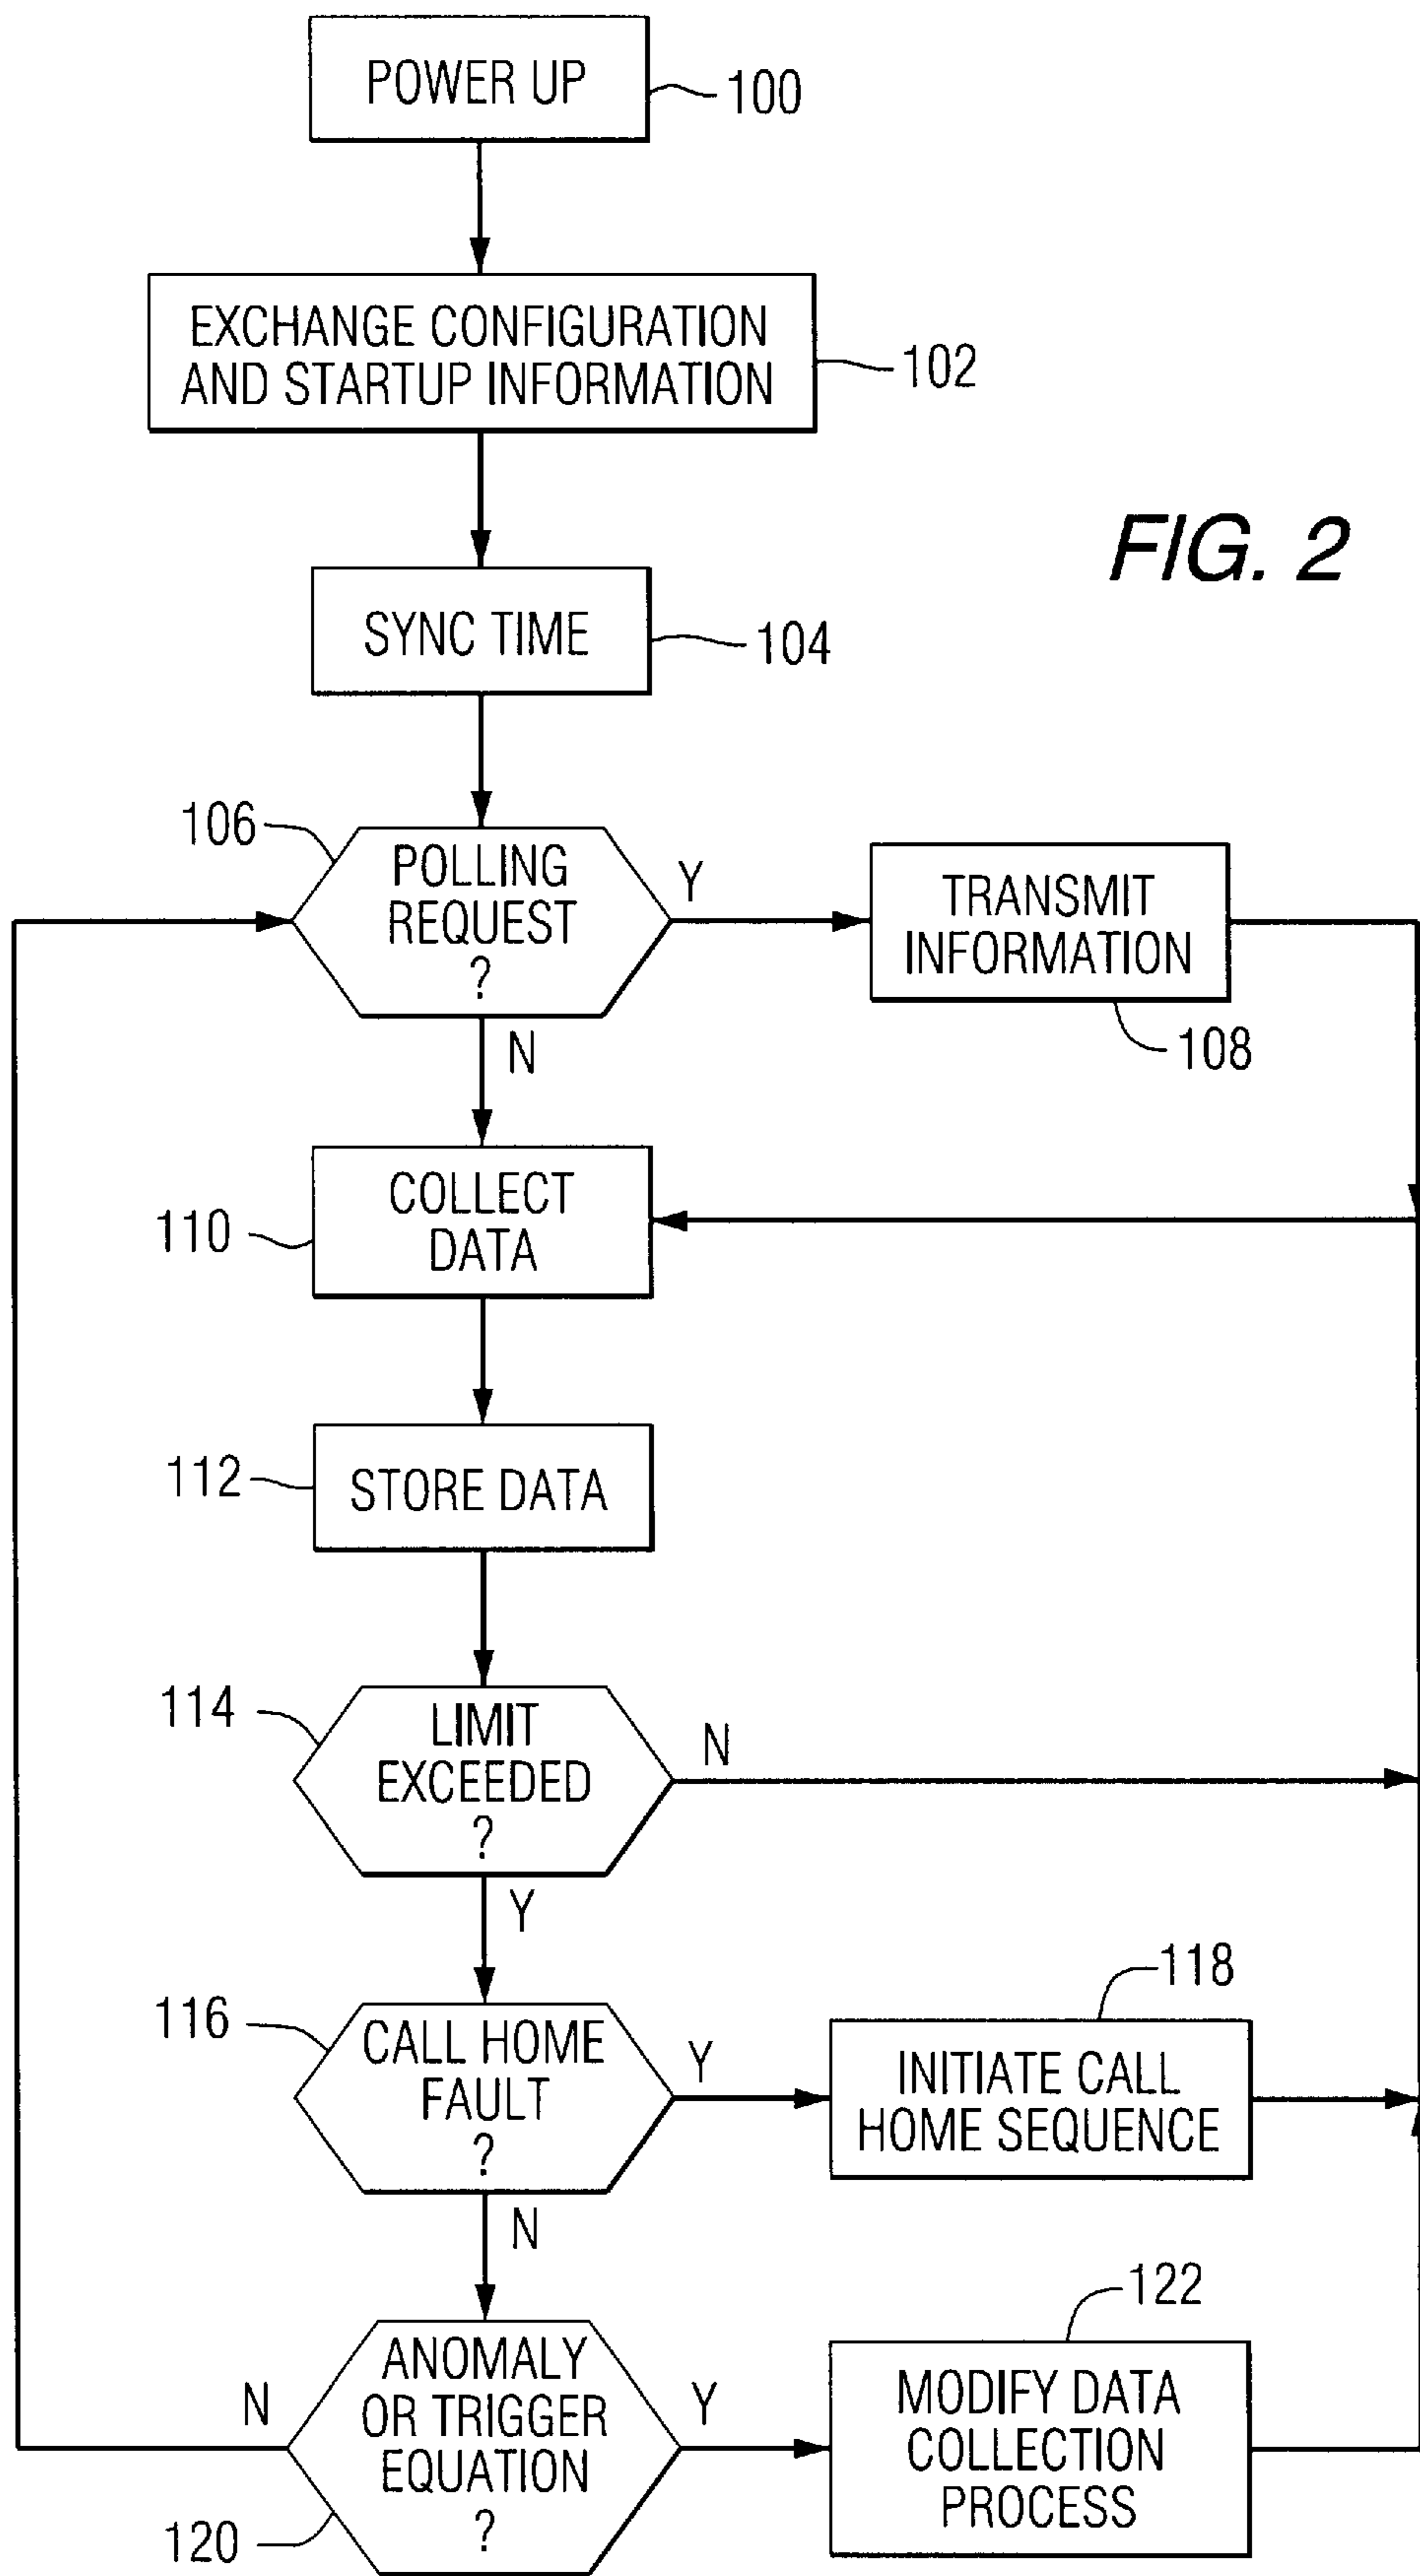 POWER UP
100
EXCHANGE CONFIGURATION
AND STARTUP INFORMATION
102
FIG. 2
SYNC TIME
104
106
POLLING
REQUEST
?
Y
N
TRANSMIT
INFORMATION
108
COLLECT
DATA
110
STORE DATA
112
114
LIMIT
EXCEEDED
?
N
Y
116
CALL HOME
FAULT
?
Y
N
118
INITIATE CALL
HOME SEQUENCE
122
N
ANOMALY
OR TRIGGER
EQUATION
?
Y
120
MODIFY DATA
COLLECTION
PROCESS